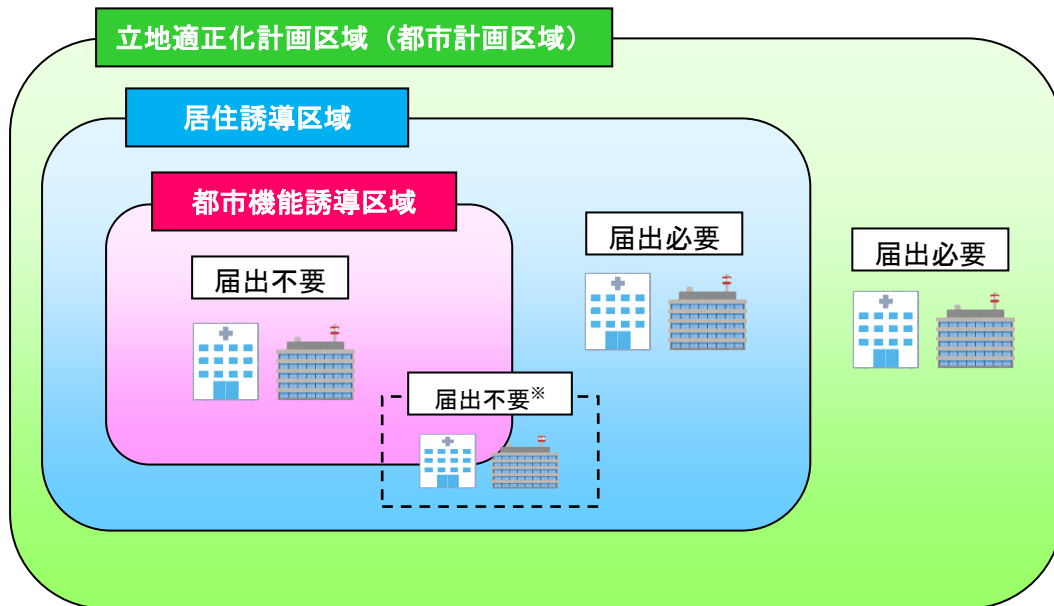 立地適正化計画区域（都市計画区域）
居住誘導区域
都市機能誘導区域
届出必要
届出必要
届出不要
届出不要※